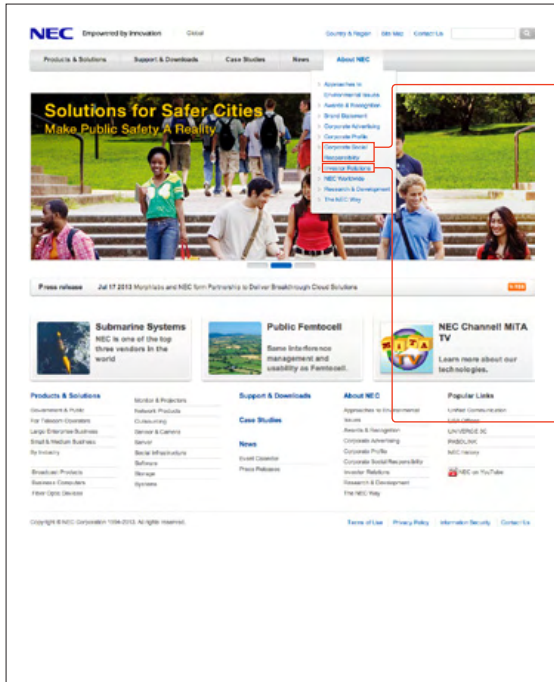 NEC Empowered by Innovation Global
Country & Region Site Map Contact Us
Products & Solutions Support & Downloads Case Studies News About NEC
Approaches to
Environmental Issues
Awards & Recognition
Brand Statement
Corporate Advertising
Corporate Profile
Corporate Social
Responsibility
Investor Relations
NEC Worldwide
Research & Development
The NEC Way
Solutions for Safer Cities
Make Public Safety A Reality
Press release Jul 17 2013 Morphlabs and NEC form Partnership to Deliver Breakthrough Cloud Solutions
RSS
Submarine Systems
NEC is one of the top
three vendors in the
world
Public Femtocell
Some interference
management and
usability as Femtocell.
MiTA
TV
NEC Channel! MiTA
TV
Learn more about our
technologies.
Products & Solutions
Government & Public
For Telecom Operators
Large Enterprise Business
Small & Medium Business
By Industry
Broadcast Products
Business Computers
Fiber Optic Devices
Monitor & Projectors
Network Products
Outsourcing
Sensor & Camera
Server
Social Infrastructure
Software
Storage
Systems
Support & Downloads
Case Studies
News
Event Calendar
Press Releases
About NEC
Approaches to Environmental
Issues
Awards & Recognition
Corporate Advertising
Corporate Profile
Corporate Social Responsibility
Investor Relations
Research & Development
The NEC Way
Popular Links
Unified Communication
USA Offices
UNIVERGE 3C
PASOLINK
NEC History
NEC on YouTube
Copyright © NEC Corporation 1994-2013. All rights reserved.
Terms of Use Privacy Policy Information Security Contact Us